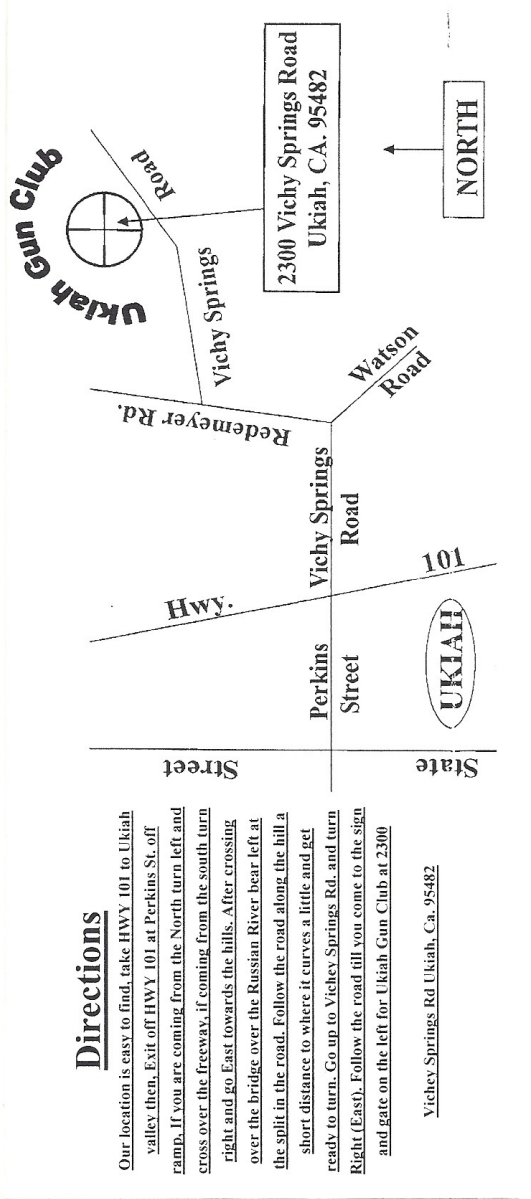 Directions
Our location is easy to find, take HWY 101 to Ukiah
valley then, Exit off HWY 101 at Perkins St. off
ramp, If you are coming from the North turn left and
cross over the freeway, if coming from the south turn
right and go East towards the hills. After crossing
over the bridge over the Russian River bear left at
the split in the road. Follow the road along the hill a
short distance to where it curves a little and get
ready to turn. Go up to Vichey Springs Rd. and turn
Right (East). Follow the road till you come to the sign
and gate on the left for Ukiah Gun Club at 2300
Vichey Springs Rd Ukiah, Ca. 95482
Street
State
Perkins
Street
UKIAH
Hwy.
101
Vichy Springs
Road
Redemeyer Rd.
Watson
Road
Vichy Springs
Road
Ukiah Gun Club
2300 Vichy Springs Road
Ukiah, CA. 95482
NORTH